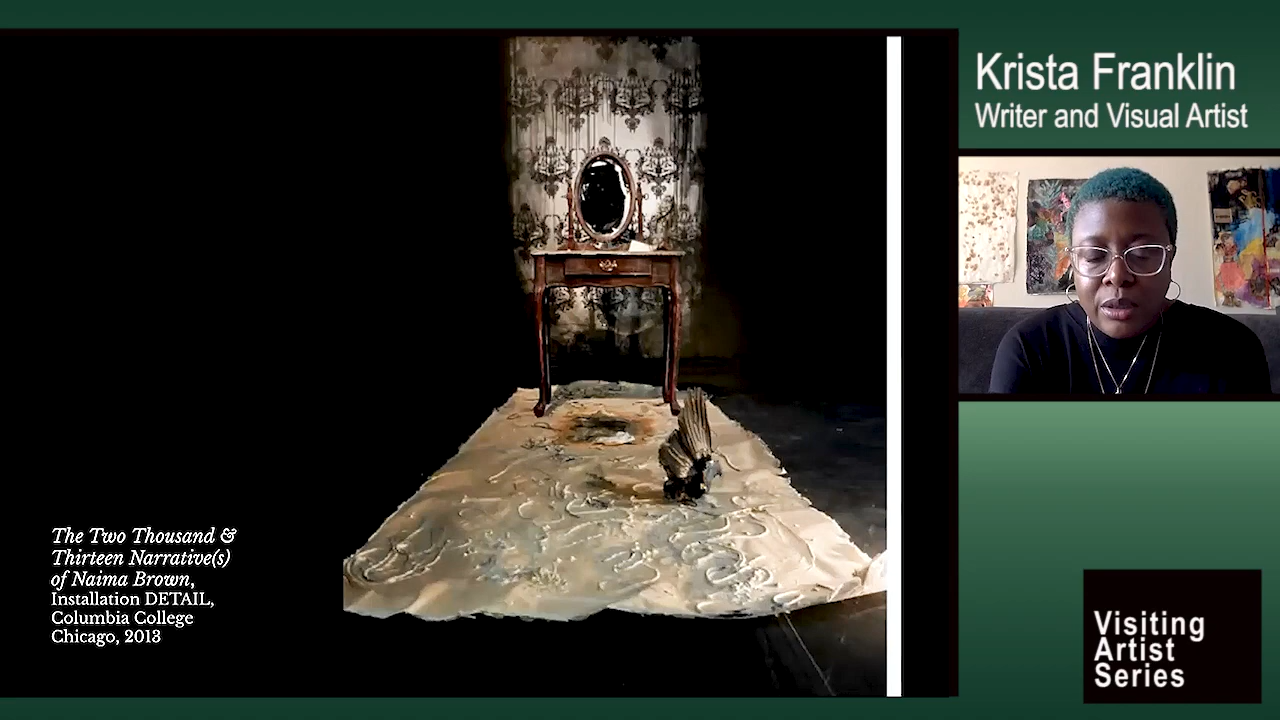 Krista Franklin
Writer and Visual Artist
The Two Thousand &
Thirteen Narrative(s)
of Naima Brown,
Installation DETAIL,
Columbia College
Chicago, 2013
Visiting
Artist
Series